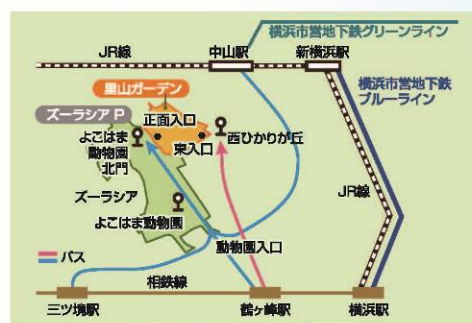 横浜市営地下鉄グリーンライン
JR線
中山駅
新横浜駅
横浜市営地下鉄
ブルーライン
里山ガーデン
ズーラシア P
正面入口
よこはま
動物園
北門
東入口
西ひかりが丘
ズーラシア
JR線
よこはま動物園
動物園入口
バス
相鉄線
三ツ境駅
鶴ヶ峰駅
横浜駅